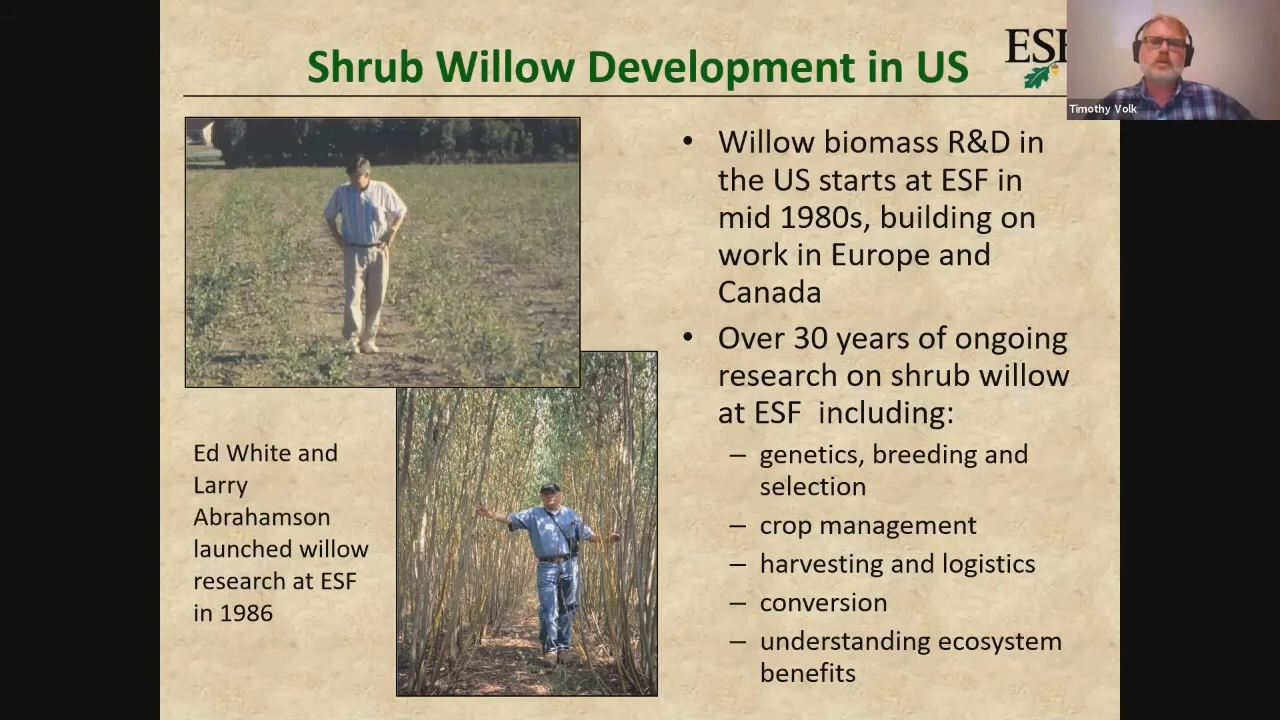 Shrub Willow Development in US
ESF
Timothy Volk
• Willow biomass R&D in
the US starts at ESF in
mid 1980s, building on
work in Europe and
Canada
• Over 30 years of ongoing
research on shrub willow
at ESF including:
– genetics, breeding and
selection
– crop management
– harvesting and logistics
– conversion
– understanding ecosystem
benefits
Ed White and
Larry
Abrahamson
launched willow
research at ESF
in 1986